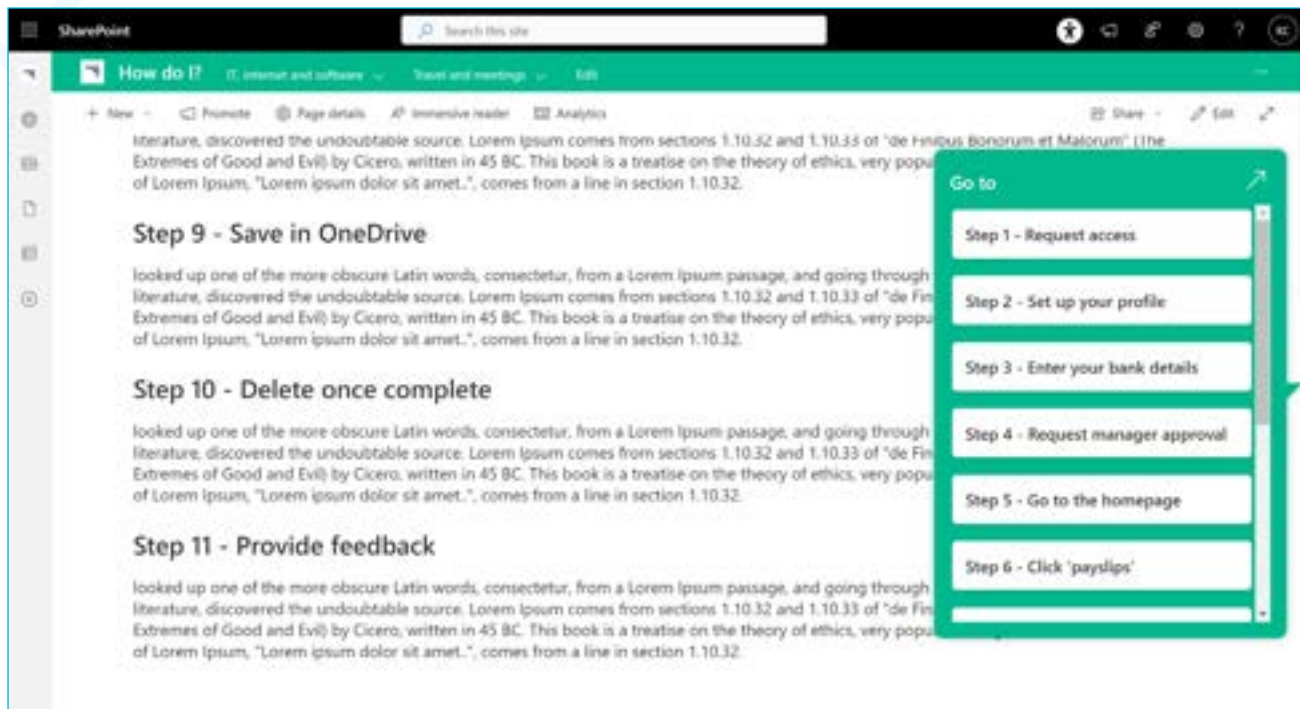 SharePoint
Search this site
KC
How do I? IT, internet and software Travel and meetings Edit
+ New Promote Page details Immersive reader Analytics
Share Edit
literature, discovered the undoubtable source. Lorem Ipsum comes from sections 1.10.32 and 1.10.33 of "de Finibus Bonorum et Malorum" (The
Extremes of Good and Evil) by Cicero, written in 45 BC. This book is a treatise on the theory of ethics, very popu
of Lorem Ipsum, "Lorem ipsum dolor sit amet..", comes from a line in section 1.10.32.
Step 9 - Save in OneDrive
looked up one of the more obscure Latin words, consectetur, from a Lorem Ipsum passage, and going through
literature, discovered the undoubtable source. Lorem Ipsum comes from sections 1.10.32 and 1.10.33 of "de Fin
Extremes of Good and Evil) by Cicero, written in 45 BC. This book is a treatise on the theory of ethics, very popu
of Lorem Ipsum, "Lorem ipsum dolor sit amet..", comes from a line in section 1.10.32.
Step 10 - Delete once complete
looked up one of the more obscure Latin words, consectetur, from a Lorem Ipsum passage, and going through
literature, discovered the undoubtable source. Lorem Ipsum comes from sections 1.10.32 and 1.10.33 of "de Fin
Extremes of Good and Evil) by Cicero, written in 45 BC. This book is a treatise on the theory of ethics, very popu
of Lorem Ipsum, "Lorem ipsum dolor sit amet..", comes from a line in section 1.10.32.
Step 11 - Provide feedback
looked up one of the more obscure Latin words, consectetur, from a Lorem Ipsum passage, and going through
literature, discovered the undoubtable source. Lorem Ipsum comes from sections 1.10.32 and 1.10.33 of "de Fin
Extremes of Good and Evil) by Cicero, written in 45 BC. This book is a treatise on the theory of ethics, very popu
of Lorem Ipsum, "Lorem ipsum dolor sit amet..", comes from a line in section 1.10.32.
Go to
Step 1 - Request access
Step 2 - Set up your profile
Step 3 - Enter your bank details
Step 4 - Request manager approval
Step 5 - Go to the homepage
Step 6 - Click 'payslips'